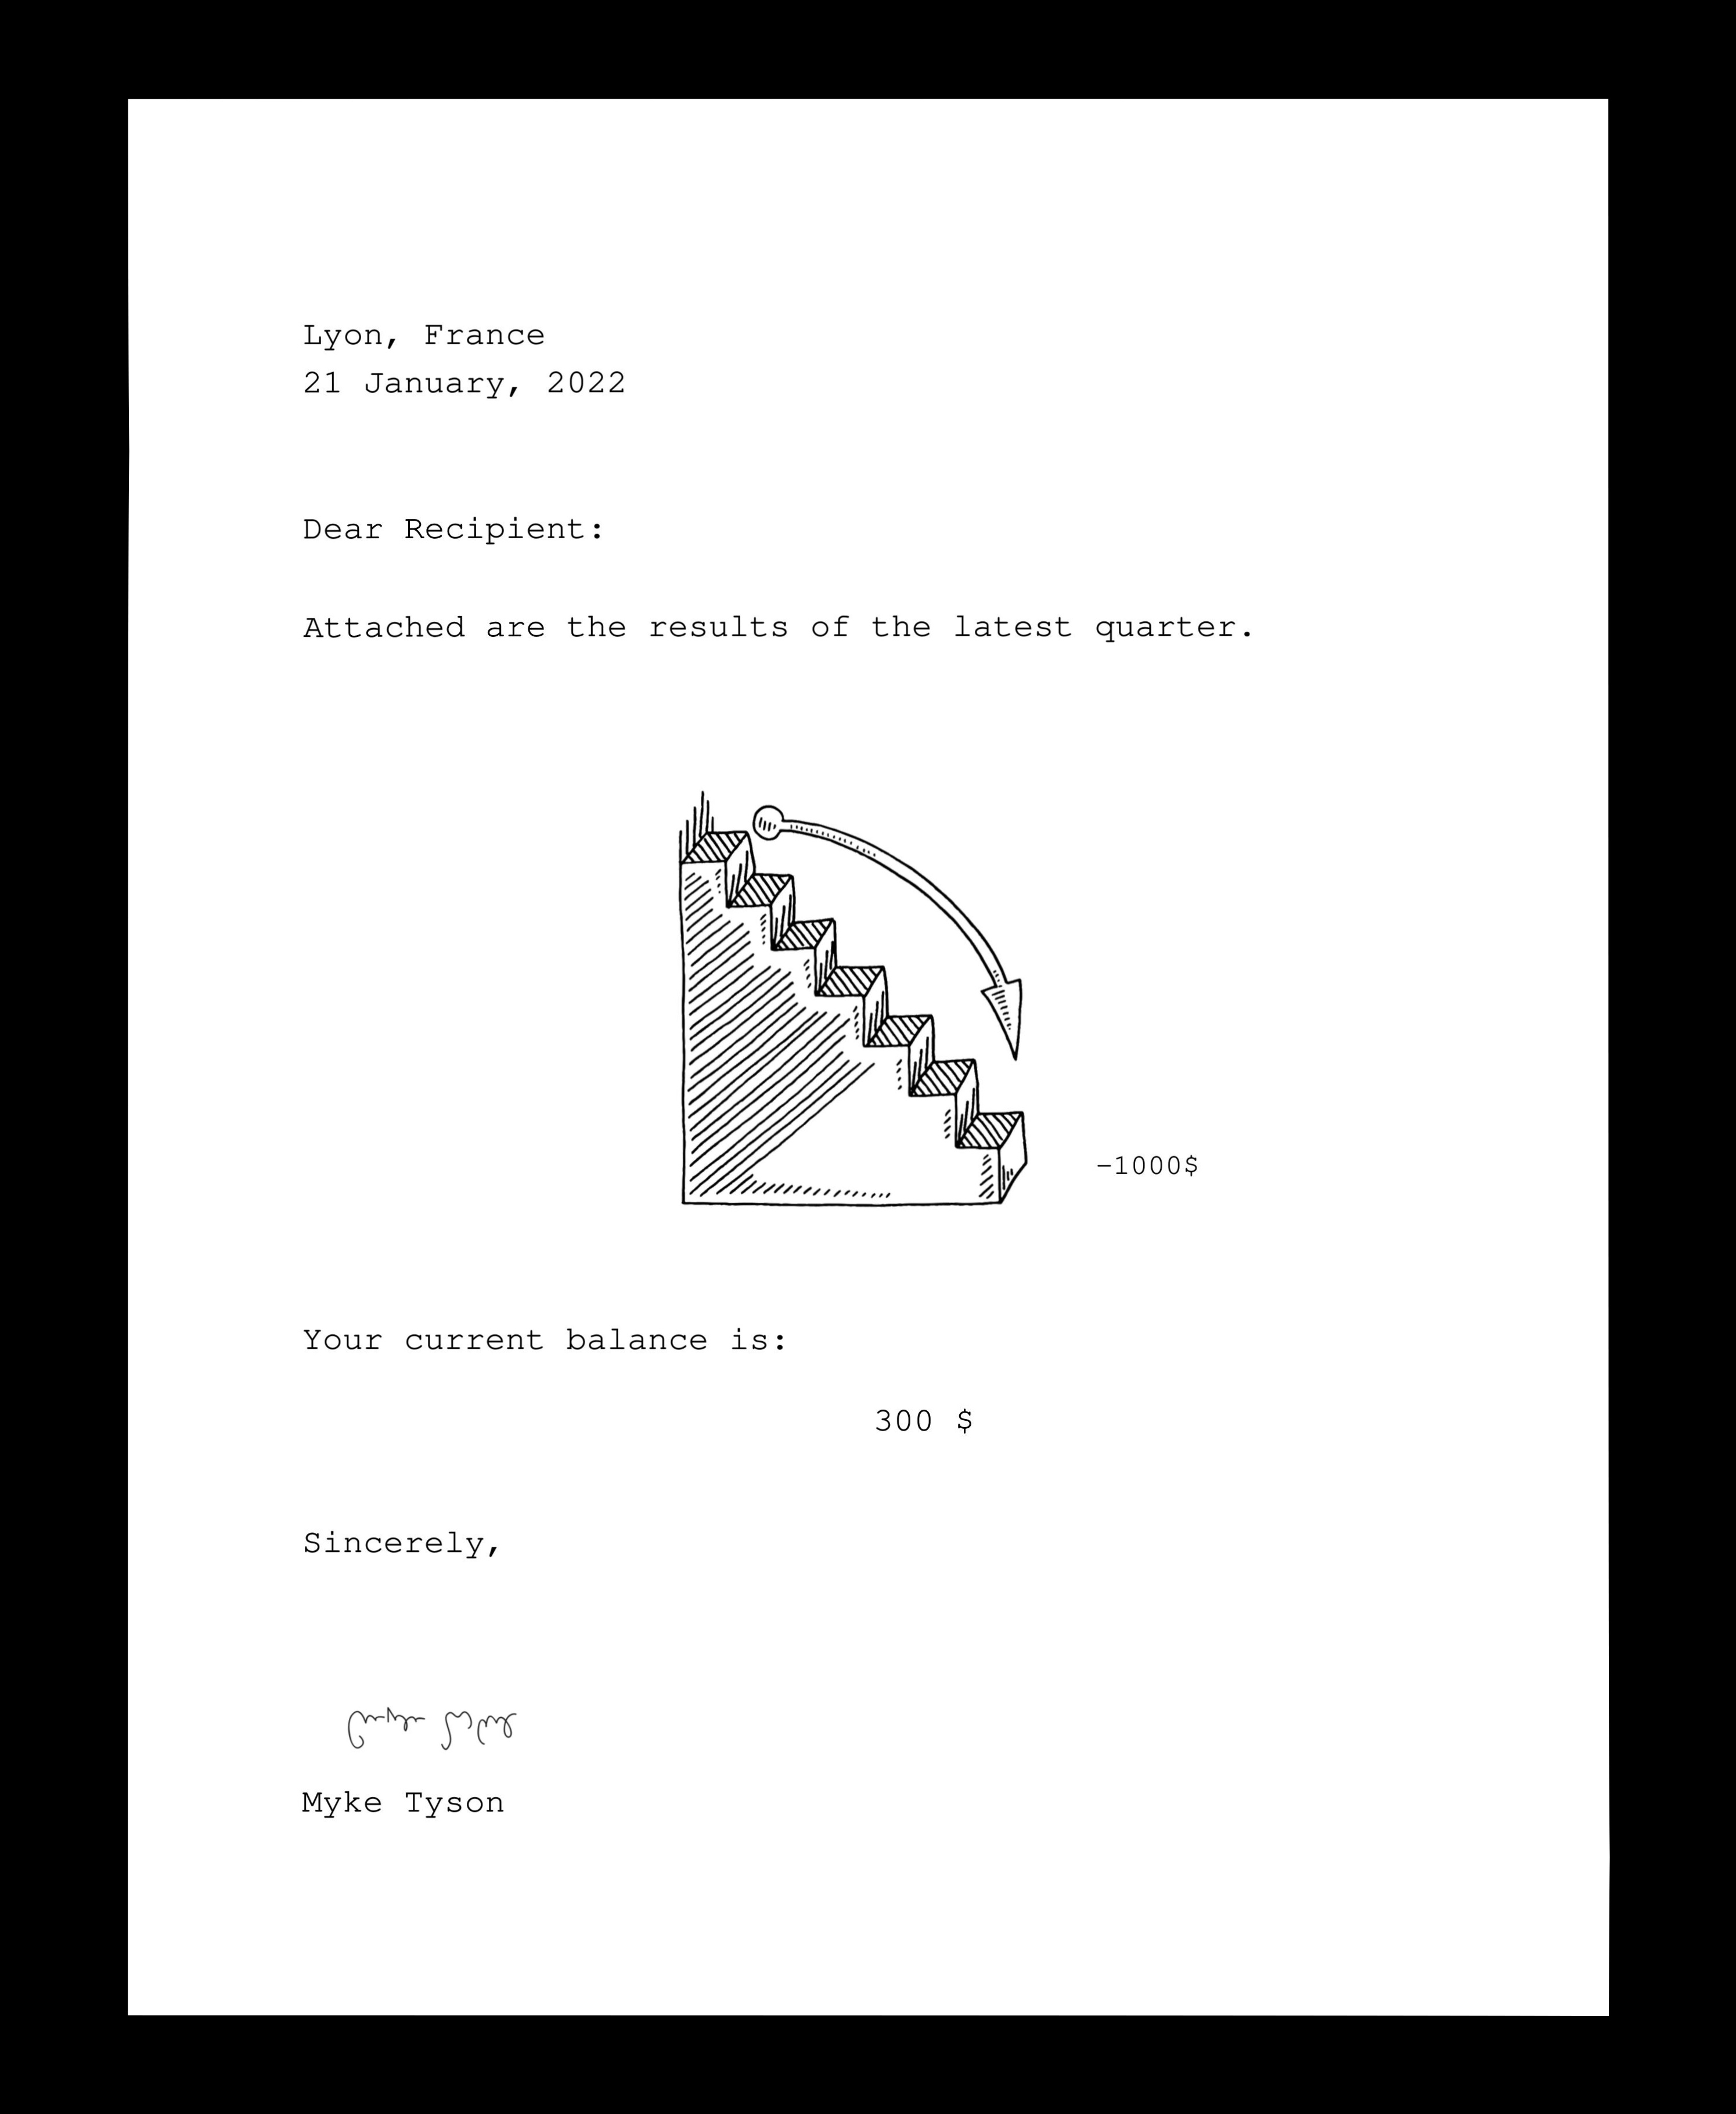 Lyon, France
21 January, 2022
Dear Recipient:
Attached are the results of the latest quarter.
-1000$
Your current balance is:
300 $
Sincerely,
Myke Tyson